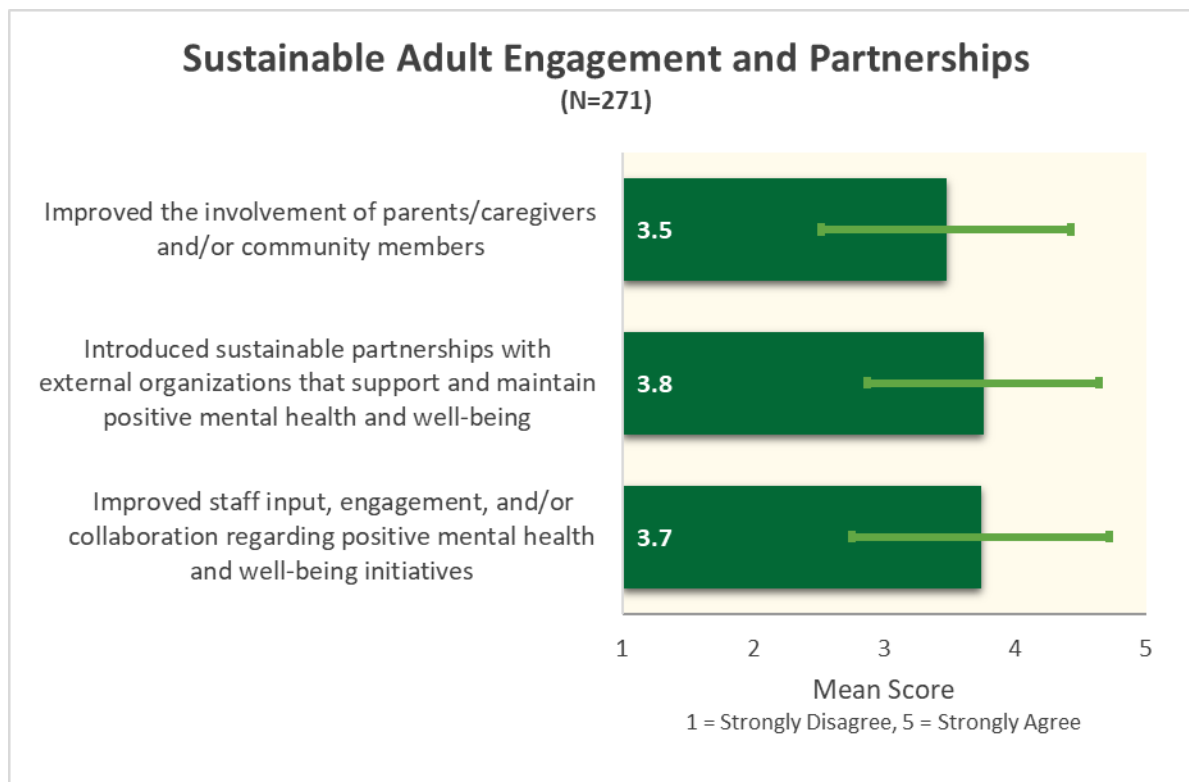 Sustainable Adult Engagement and Partnerships
(N=271)
Improved the involvement of parents/caregivers
and/or community members
3.5
Introduced sustainable partnerships with
external organizations that support and maintain
positive mental health and well-being
3.8
Improved staff input, engagement, and/or
collaboration regarding positive mental health
and well-being initiatives
3.7
1 2 3 4 5
Mean Score
1 = Strongly Disagree, 5 = Strongly Agree